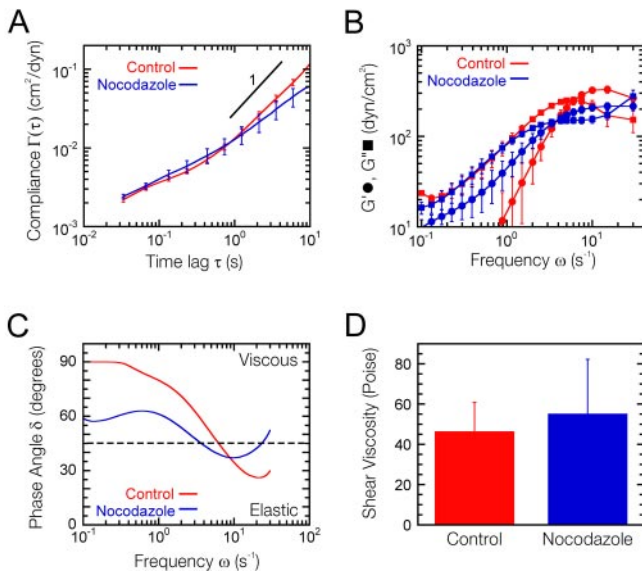 A
Compliance Γ(τ) (cm²/dyn)
10⁻¹
10⁻²
10⁻³
Control
Nocodazole
1
10⁻² 10⁻¹ 10⁰ 10¹
Time lag τ (s)
B
G'●, G"■ (dyn/cm²)
10³
10²
10¹
Control
Nocodazole
10⁻¹ 10⁰ 10¹ 10²
Frequency ω (s⁻¹)
C
Phase Angle δ (degrees)
90
60
30
0
Viscous
Elastic
Control
Nocodazole
10⁻¹ 10⁰ 10¹ 10²
Frequency ω (s⁻¹)
D
Shear Viscosity (Poise)
80
60
40
20
0
Control Nocodazole